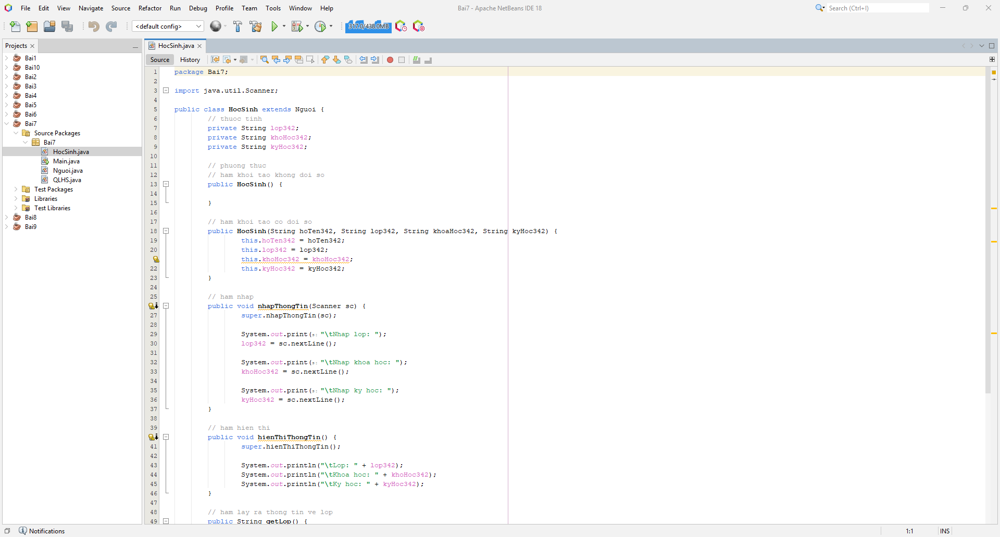 File Edit View Navigate Source Refactor Run Debug Profile Team Tools Window Help
Bai7 - Apache NetBeans IDE 18
Search (Ctrl+I)
<default config>
317.0/438.0MB
Projects
HocSinh.java
Source History
Bai1
Bai10
Bai2
Bai3
Bai4
Bai5
Bai6
Bai7
Source Packages
Bai7
HocSinh.java
Main.java
Nguoi.java
QLHS.java
Test Packages
Libraries
Test Libraries
Bai8
Bai9
1 package Bai7;
2
3 import java.util.Scanner;
4
5 public class HocSinh extends Nguoi {
6 // thuoc tinh
7 private String lop342;
8 private String khoHoc342;
9 private String kyHoc342;
10
11 // phuong thuc
12 // ham khoi tao khong doi so
13 public HocSinh() {
14
15 }
16
17 // ham khoi tao co doi so
18 public HocSinh(String hoTen342, String lop342, String khoaHoc342, String kyHoc342) {
19 this.hoTen342 = hoTen342;
20 this.lop342 = lop342;
this.khoHoc342 = khoHoc342;
22 this.kyHoc342 = kyHoc342;
23 }
24
25 // ham nhap
public void nhapThongTin(Scanner sc) {
27 super.nhapThongTin(sc);
28
29 System.out.print(s: "\tNhap lop: ");
30 lop342 = sc.nextLine();
31
32 System.out.print(s: "\tNhap khoa hoc: ");
33 khoHoc342 = sc.nextLine();
34
35 System.out.print(s: "\tNhap ky hoc: ");
36 kyHoc342 = sc.nextLine();
37 }
38
39 // ham hien thi
public void hienThiThongTin() {
41 super.hienThiThongTin();
42
43 System.out.println("\tLop: " + lop342);
44 System.out.println("\tKhoa hoc: " + khoHoc342);
45 System.out.println("\tKy hoc: " + kyHoc342);
46 }
47
48 // ham lay ra thong tin ve lop
49 public String getLop() {
Notifications
1:1 INS